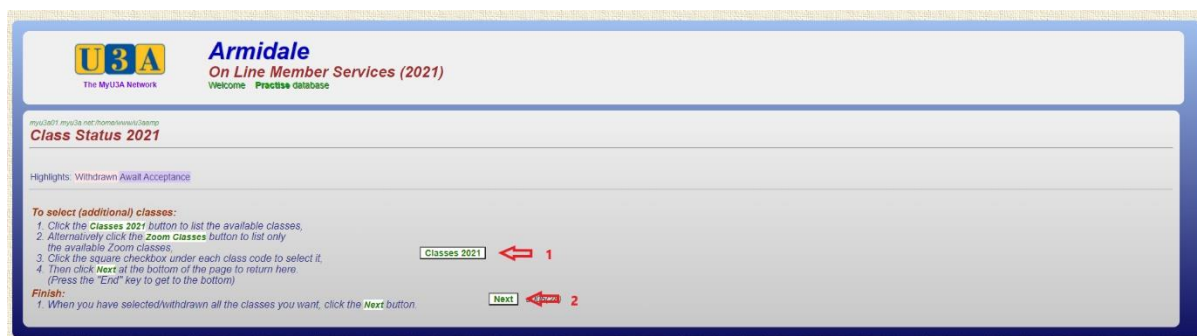 U3A
The MyU3A Network
Armidale
On Line Member Services (2021)
Welcome Practise database
myu3a01 myu3a net:/home/www/u3aemp
Class Status 2021
Highlights: Withdrawn Await Acceptance
To select (additional) classes:
1. Click the Classes 2021 button to list the available classes,
2. Alternatively click the Zoom Classes button to list only
the available Zoom classes,
3. Click the square checkbox under each class code to select it,
4. Then click Next at the bottom of the page to return here.
(Press the "End" key to get to the bottom)
Classes 2021 1
Finish:
1. When you have selected/withdrawn all the classes you want, click the Next button.
Next 2